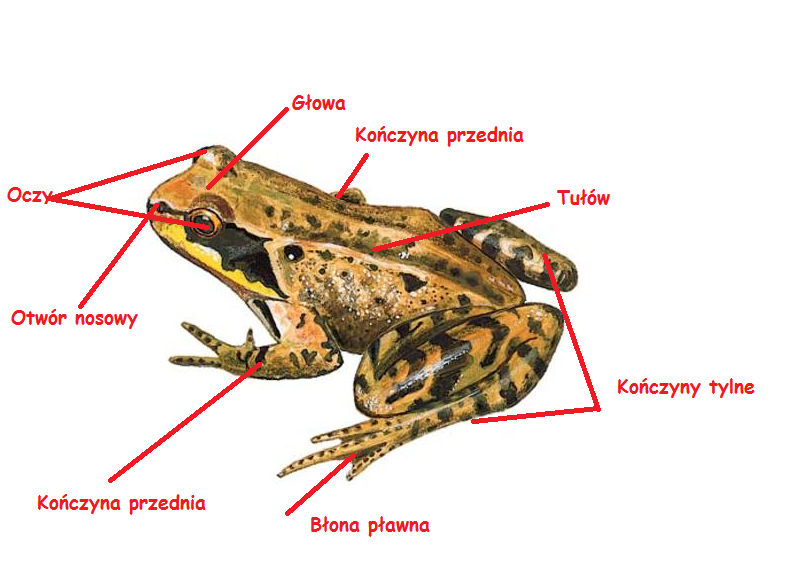 Głowa
Kończyna przednia
Oczy
Tułów
Otwór nosowy
Kończyny tylne
Kończyna przednia
Błona pławna